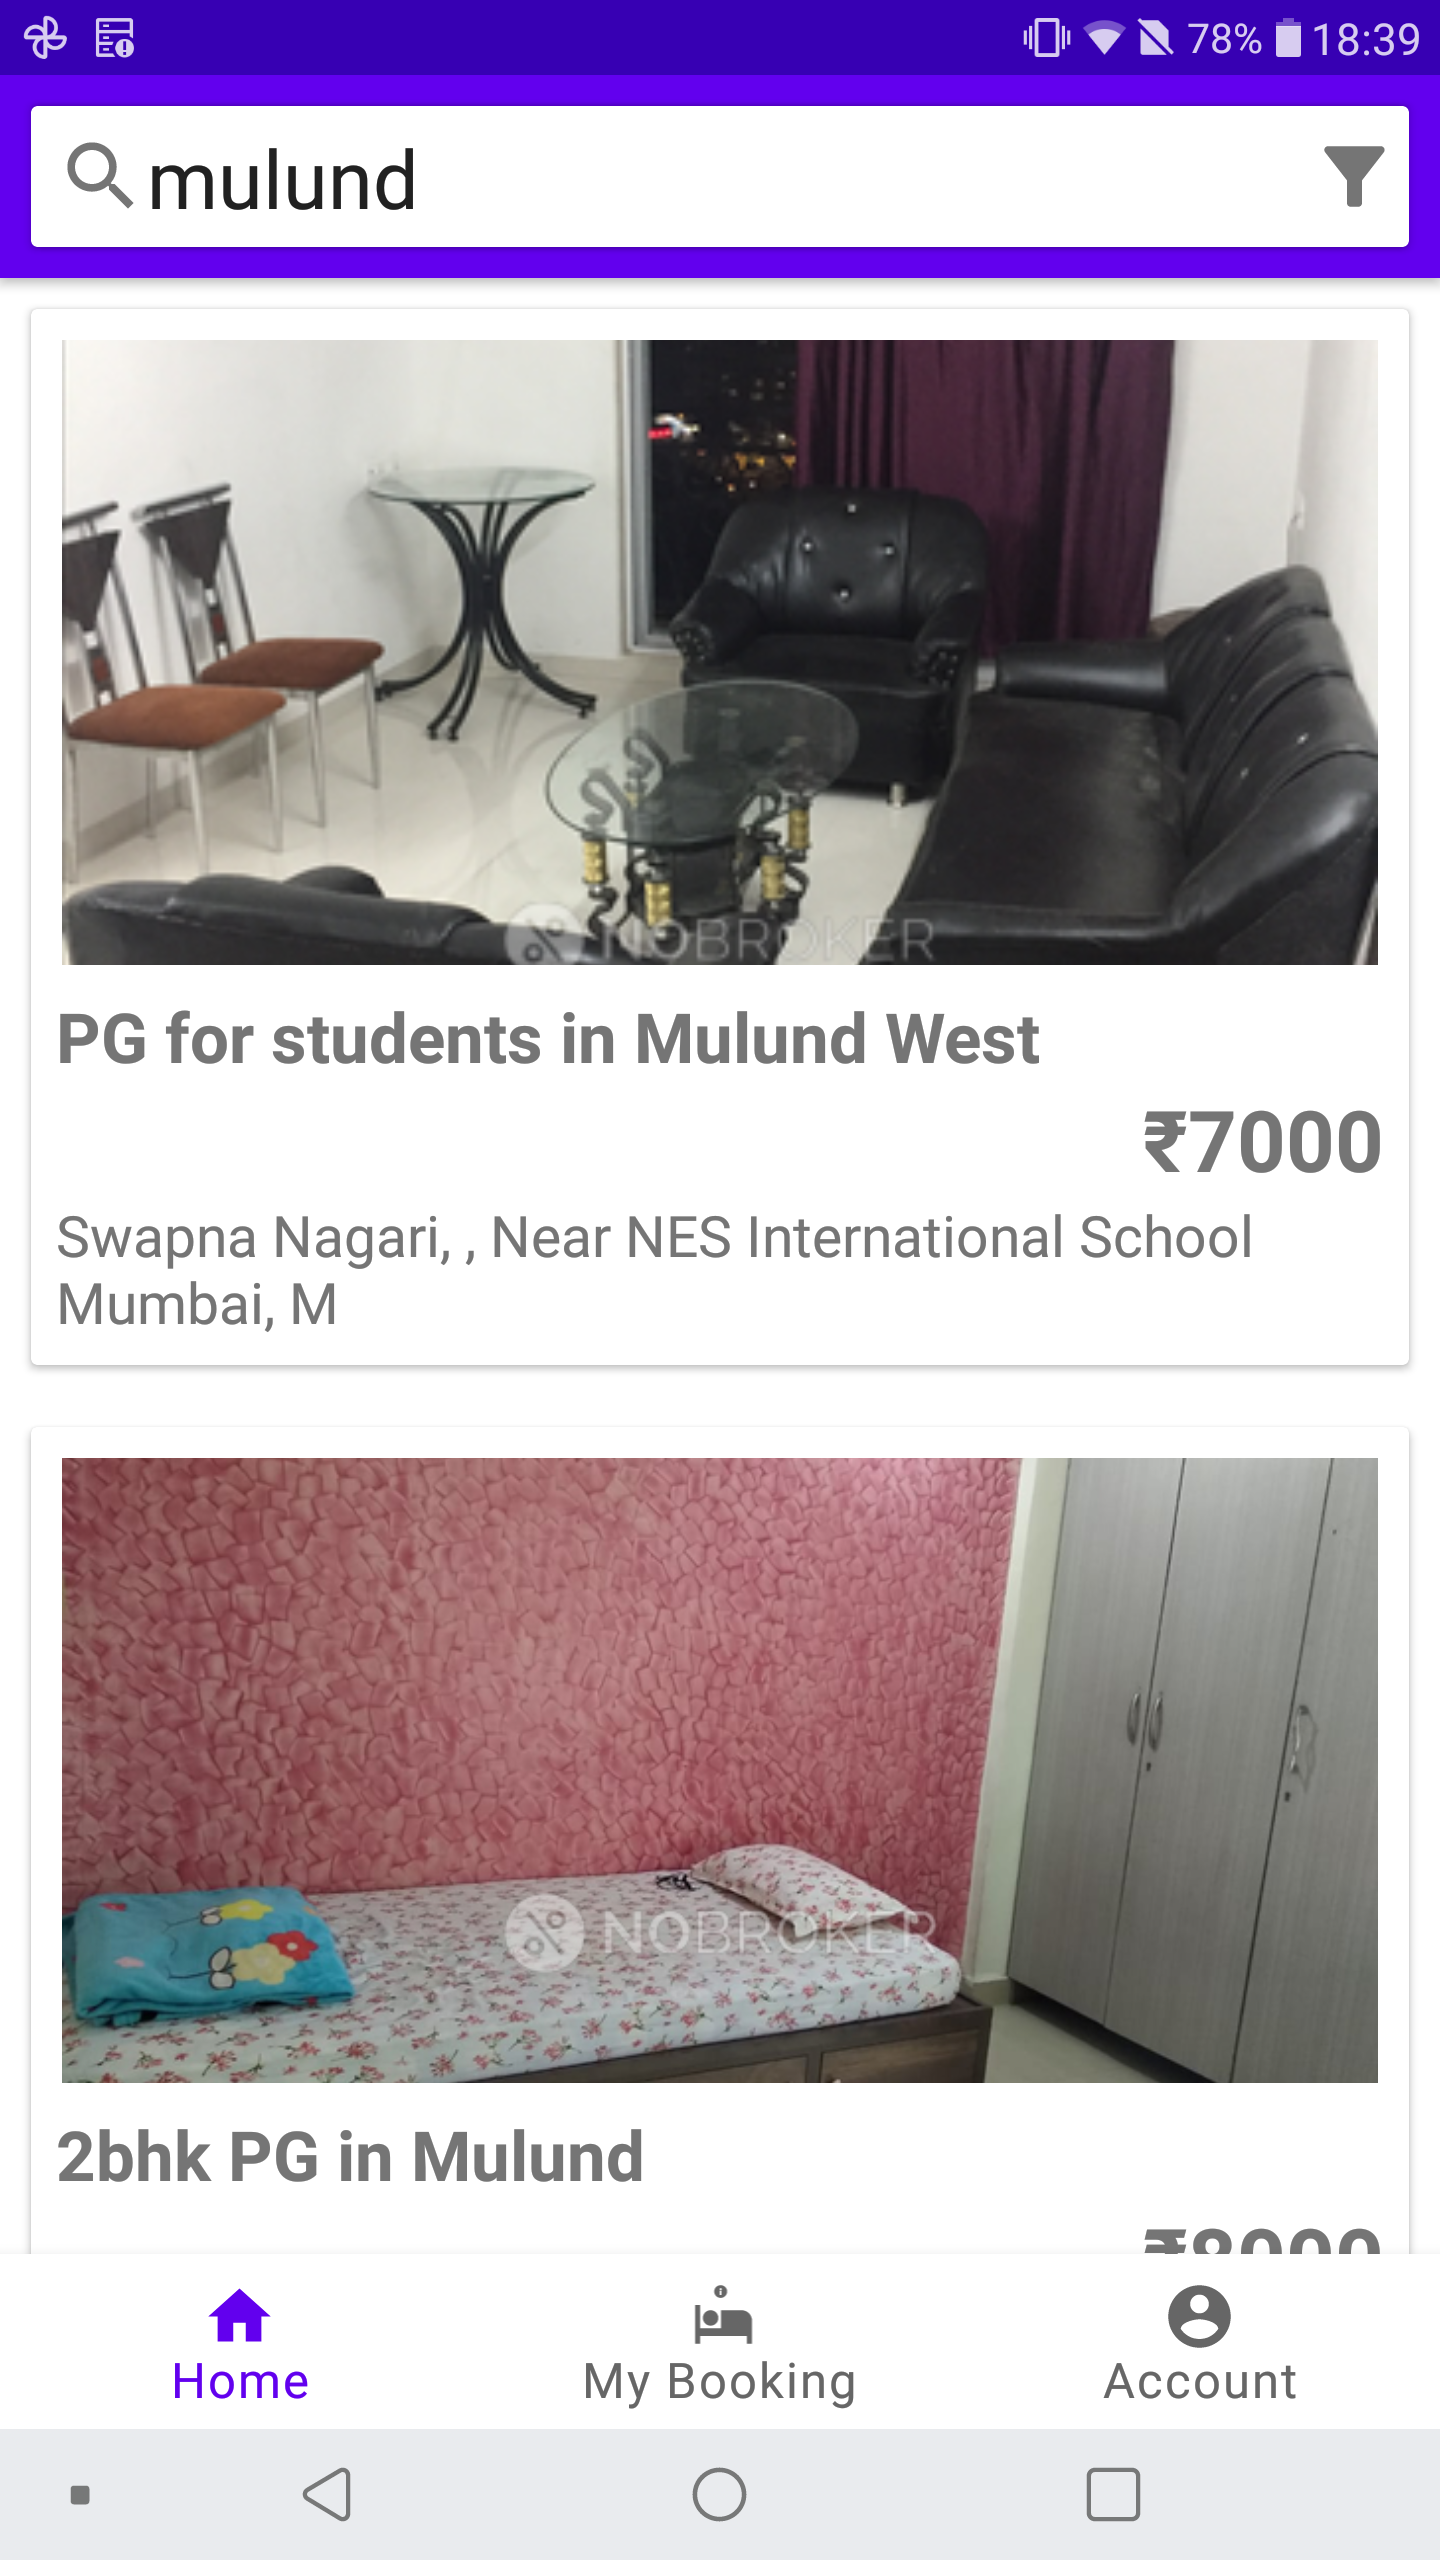 78% 18:39
mulund
NOBROKER
PG for students in Mulund West
₹7000
Swapna Nagari, , Near NES International School
Mumbai, M
NOBROKER
2bhk PG in Mulund
₹8000
Home
My Booking
Account